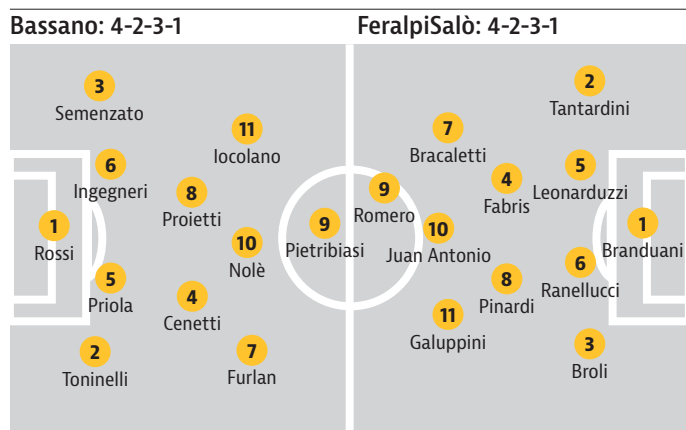 Bassano: 4-2-3-1
3
Semenzato
11
Iocolano
6
Ingegneri
8
Proietti
1
Rossi
10
Nolè
9
Pietribiasi
5
Priola
4
Cenetti
2
Toninelli
7
Furlan
FeralpiSalò: 4-2-3-1
2
Tantardini
7
Bracaletti
5
Leonarduzzi
4
Fabris
9
Romero
10
Juan Antonio
1
Branduani
6
Ranellucci
8
Pinardi
11
Galuppini
3
Broli